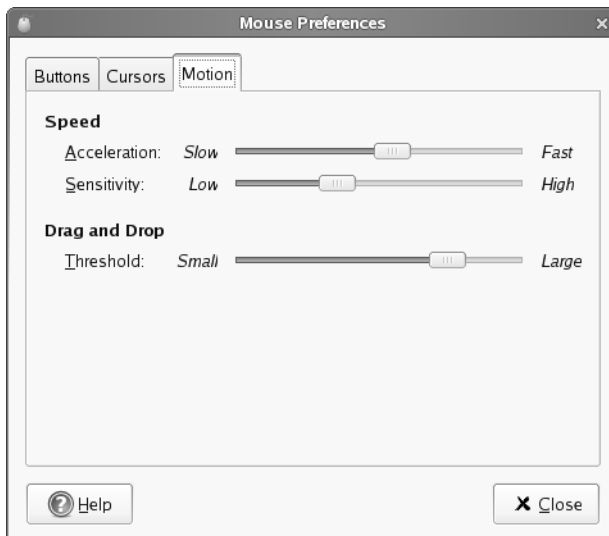 Mouse Preferences
Buttons Cursors Motion
Speed
Acceleration: Slow Fast
Sensitivity: Low High
Drag and Drop
Threshold: Small Large
Help Close